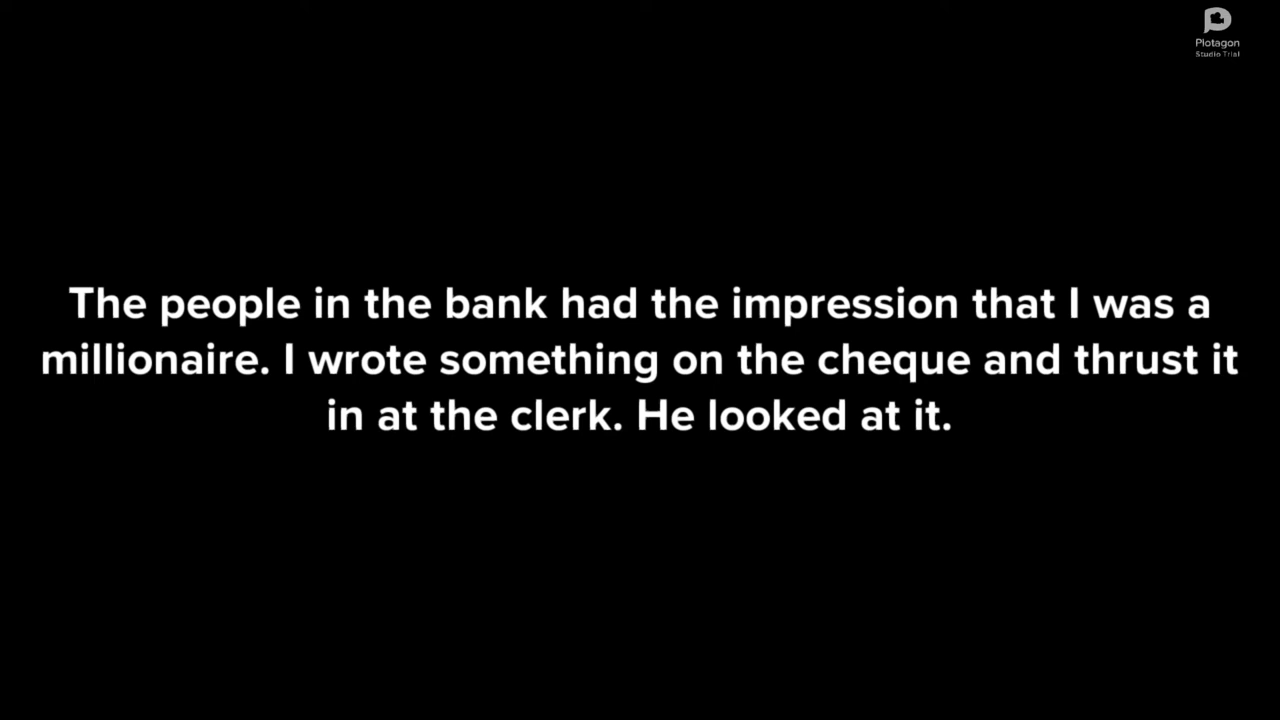 Plotagon
Studio Trial
The people in the bank had the impression that I was a
millionaire. I wrote something on the cheque and thrust it
in at the clerk. He looked at it.